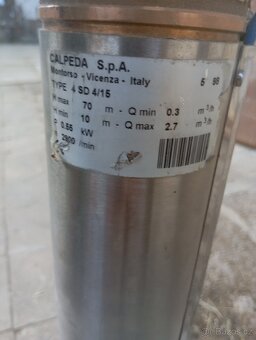 CALPEDA S.p.A.
Montorso - Vicenza - Italy
TYPE 4 SD 4/15
H max 70 m - Q min 0.3 m³/h
H min 10 m - Q max 2.7 m³/h
0.55 kW
2900 /min